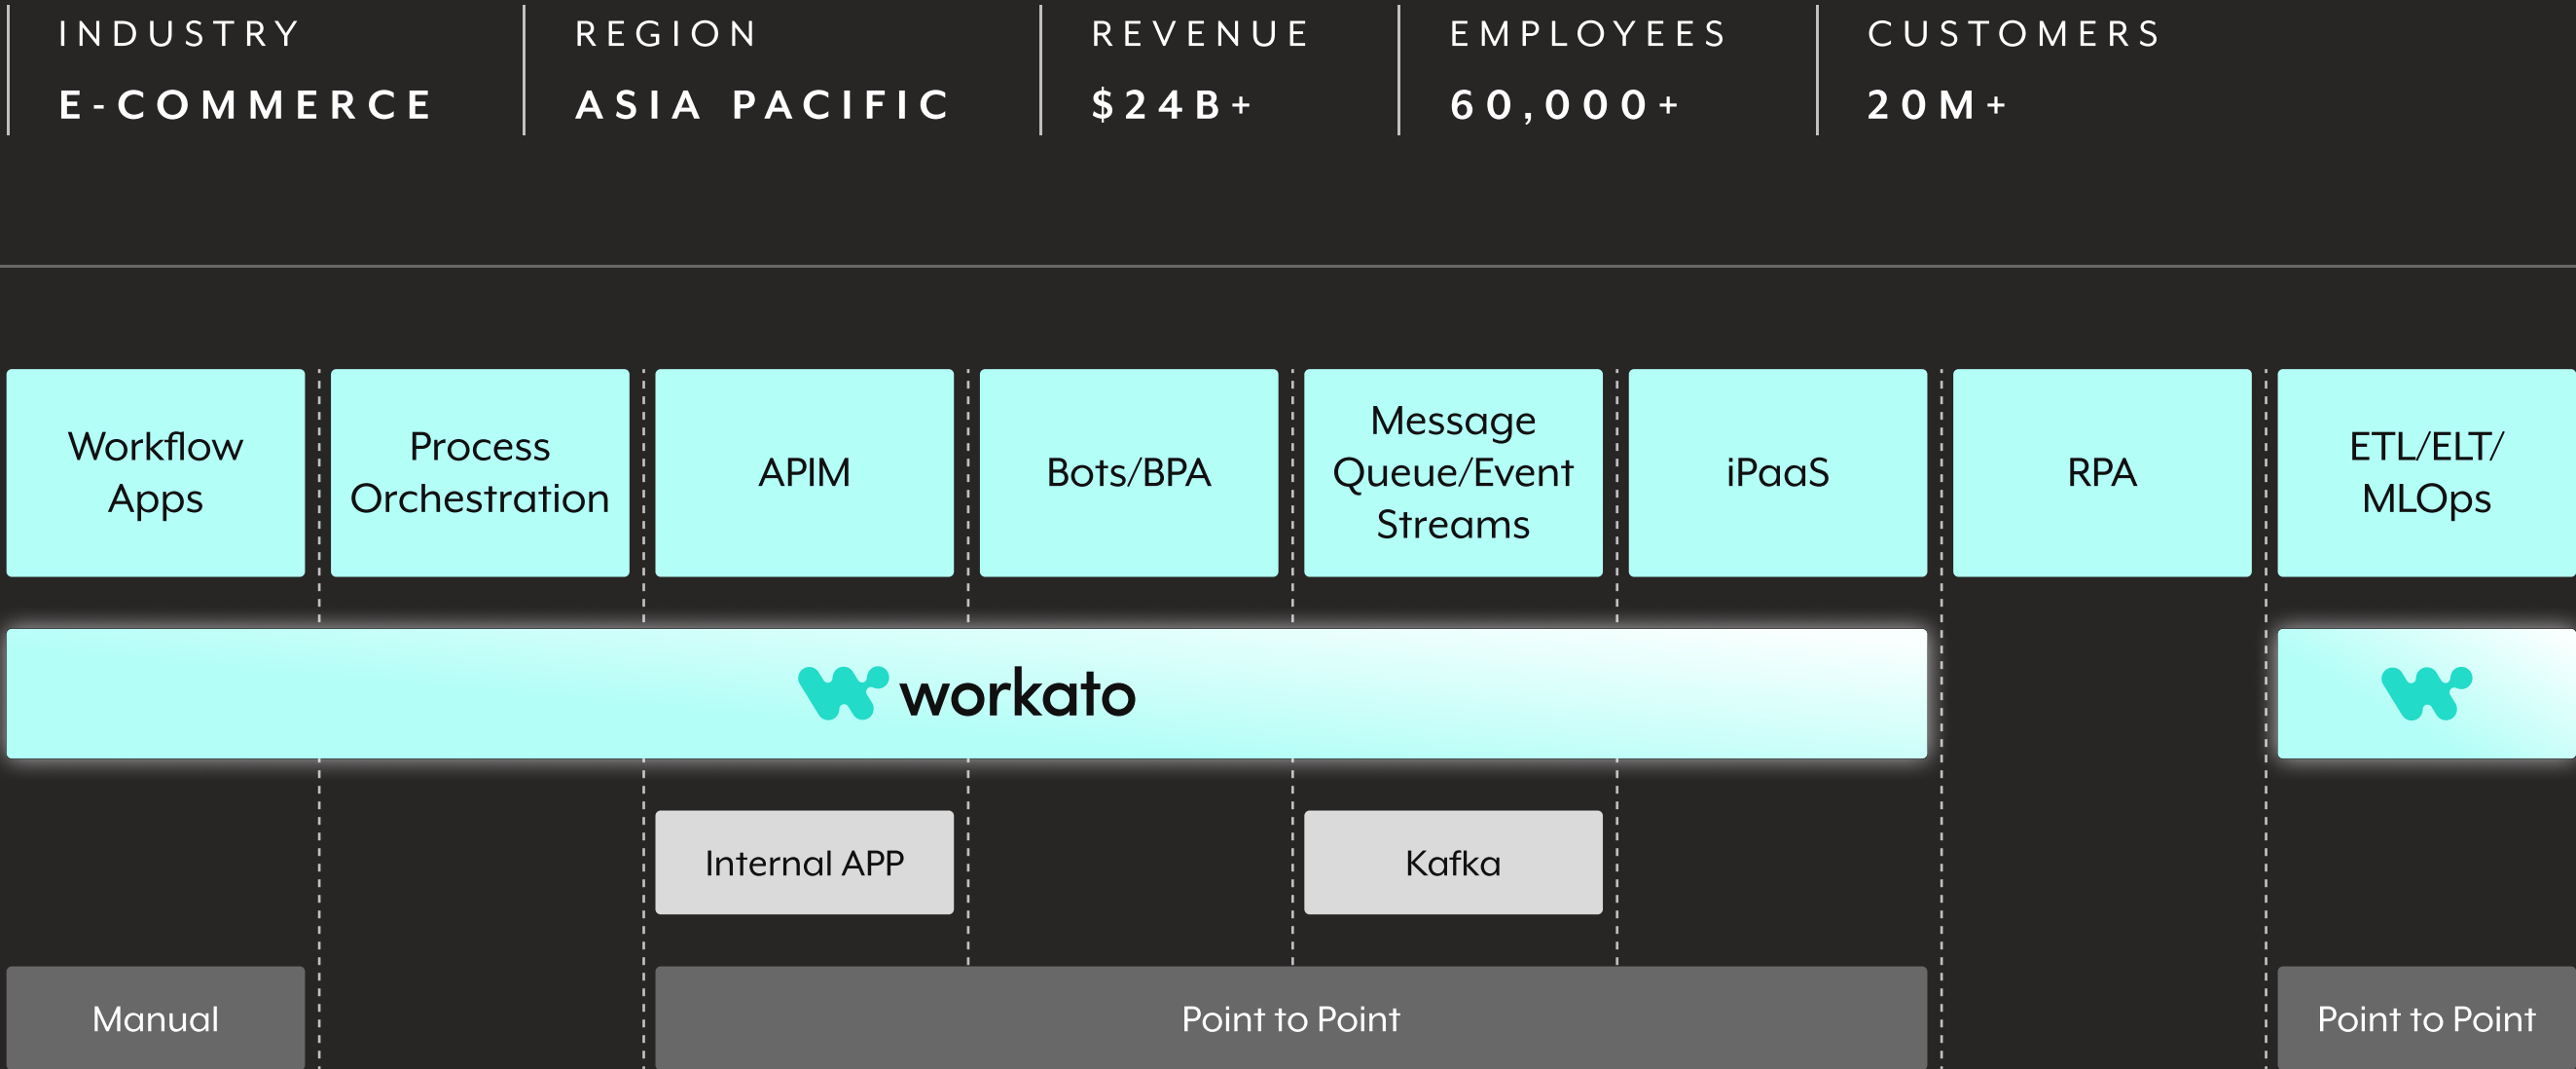 INDUSTRY
E-COMMERCE
REGION
ASIA PACIFIC
REVENUE
$24B+
EMPLOYEES
60,000+
CUSTOMERS
20M+
Workflow
Apps
Process
Orchestration
APIM
Bots/BPA
Message
Queue/Event
Streams
iPaaS
RPA
ETL/ELT/
MLOps
workato
Internal APP
Kafka
Manual
Point to Point
Point to Point